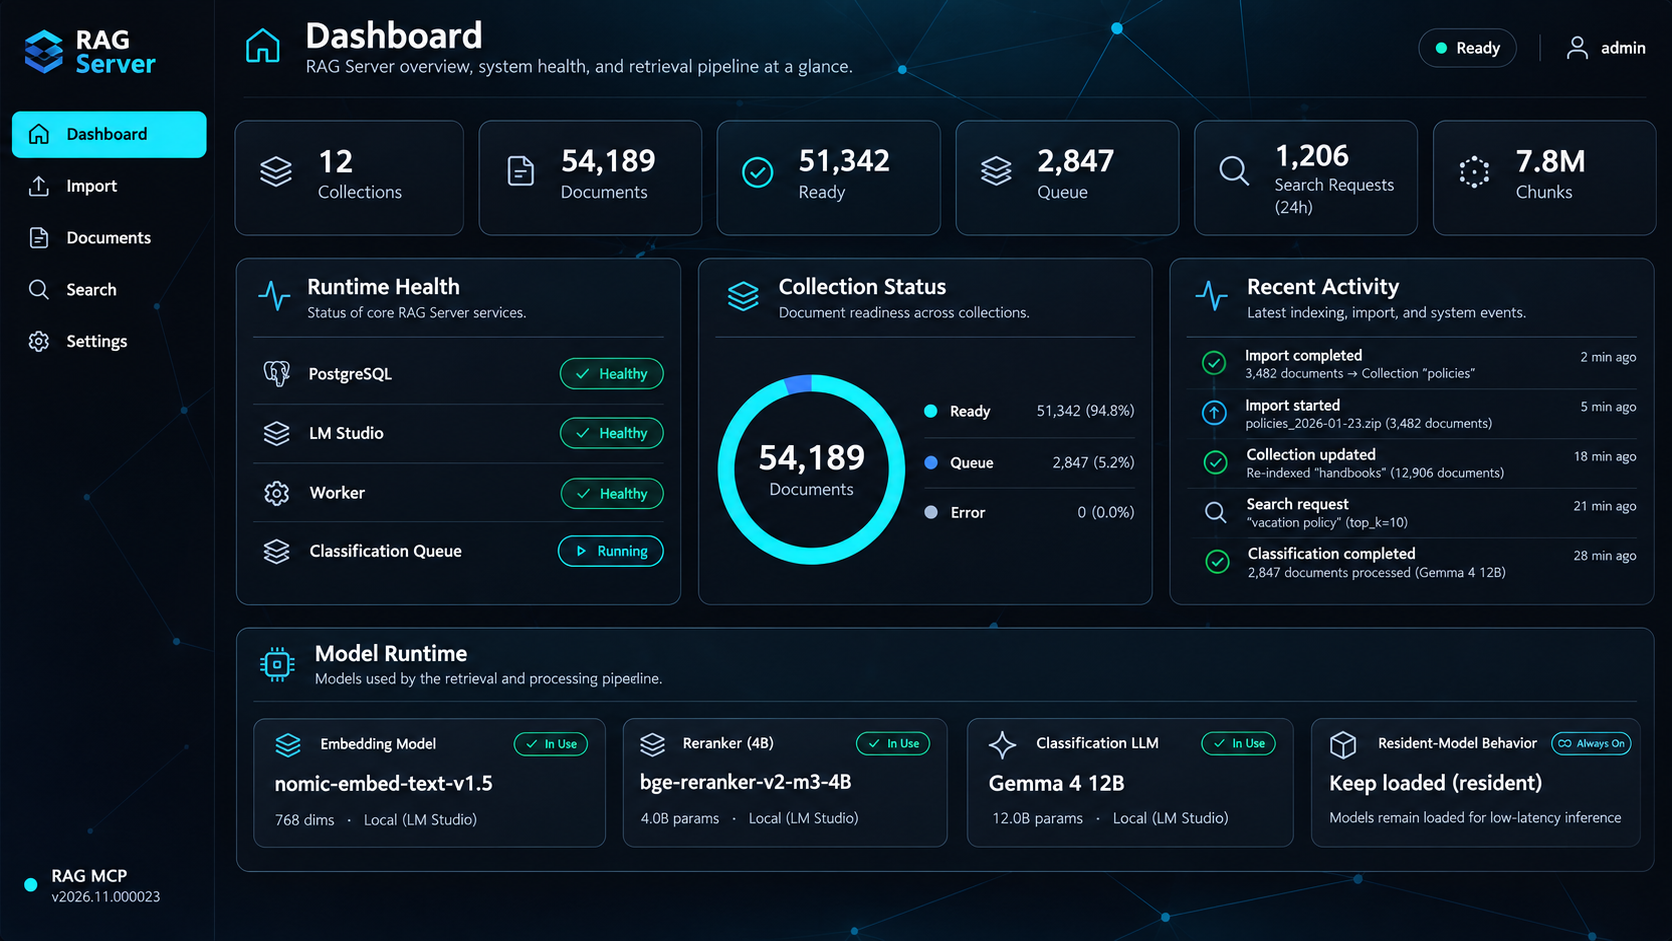 RAG
Server
Dashboard
Import
Documents
Search
Settings
RAG MCP
v2026.11.000023
Dashboard
RAG Server overview, system health, and retrieval pipeline at a glance.
Ready
admin
12
Collections
54,189
Documents
51,342
Ready
2,847
Queue
1,206
Search Requests
(24h)
7.8M
Chunks
Runtime Health
Status of core RAG Server services.
PostgreSQL
Healthy
LM Studio
Healthy
Worker
Healthy
Classification Queue
Running
Collection Status
Document readiness across collections.
54,189
Documents
Ready 51,342 (94.8%)
Queue 2,847 (5.2%)
Error 0 (0.0%)
Recent Activity
Latest indexing, import, and system events.
Import completed 2 min ago
3,482 documents → Collection “policies”
Import started 5 min ago
policies_2026-01-23.zip (3,482 documents)
Collection updated 18 min ago
Re-indexed “handbooks” (12,906 documents)
Search request 21 min ago
“vacation policy” (top_k=10)
Classification completed 28 min ago
2,847 documents processed (Gemma 4 12B)
Model Runtime
Models used by the retrieval and processing pipeline.
Embedding Model In Use
nomic-embed-text-v1.5
768 dims · Local (LM Studio)
Reranker (4B) In Use
bge-reranker-v2-m3-4B
4.0B params · Local (LM Studio)
Classification LLM In Use
Gemma 4 12B
12.0B params · Local (LM Studio)
Resident-Model Behavior Always On
Keep loaded (resident)
Models remain loaded for low-latency inference